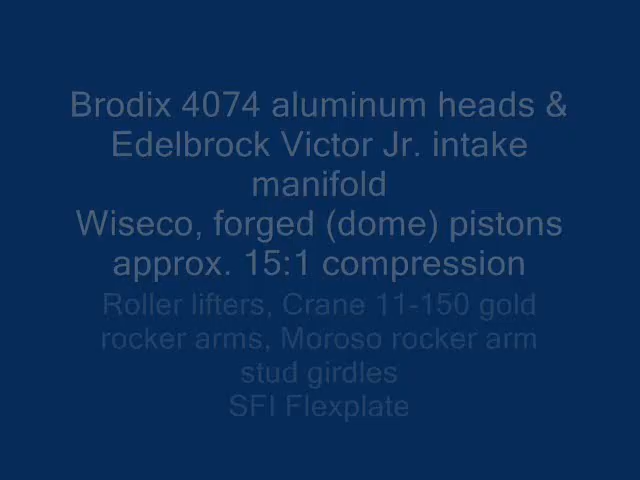 Brodix 4074 aluminum heads &
Edelbrock Victor Jr. intake
manifold
Wiseco, forged (dome) pistons
approx. 15:1 compression
Roller lifters, Crane 11-150 gold
rocker arms, Moroso rocker arm
stud girdles
SFI Flexplate